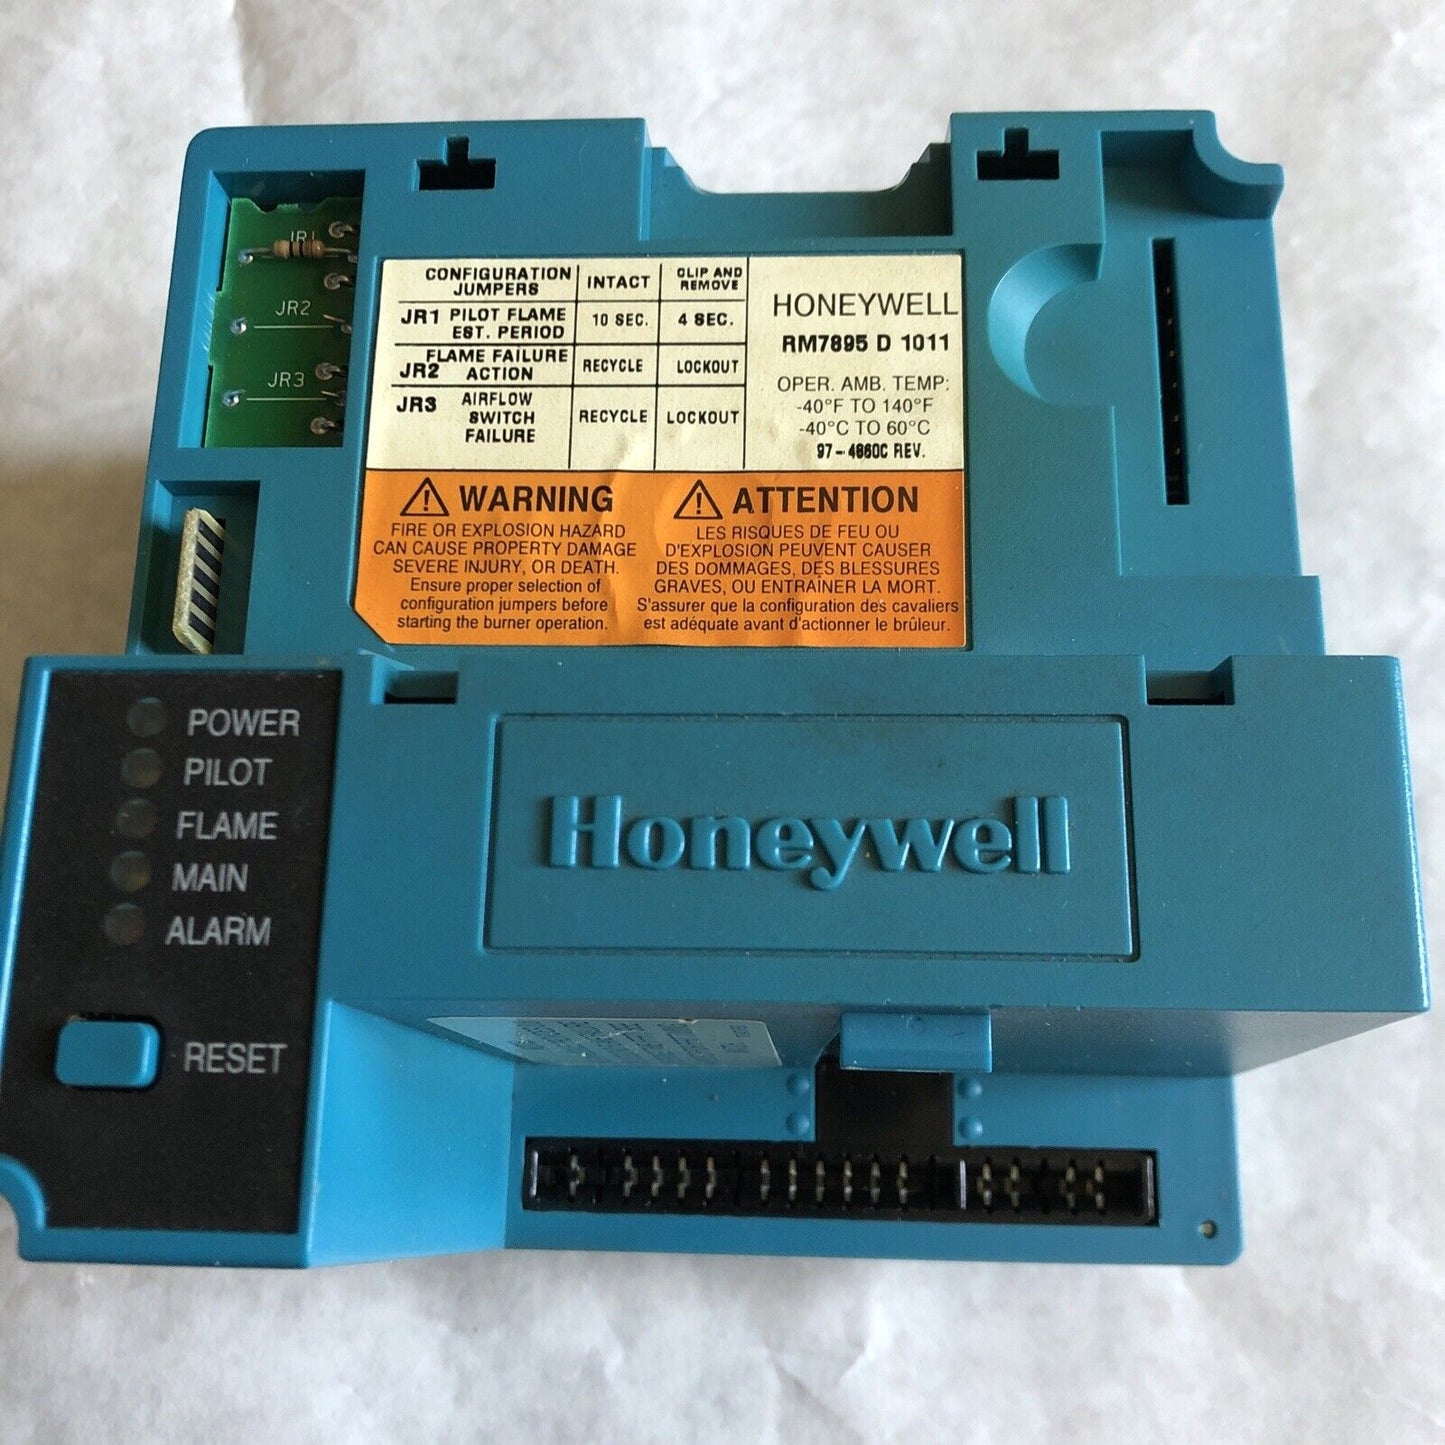 JR1
JR2
JR3
CONFIGURATION JUMPERS INTACT CLIP AND REMOVE
JR1 PILOT FLAME EST. PERIOD 10 SEC. 4 SEC.
JR2 FLAME FAILURE ACTION RECYCLE LOCKOUT
JR3 AIRFLOW SWITCH FAILURE RECYCLE LOCKOUT
HONEYWELL
RM7895 D 1011
OPER. AMB. TEMP:
-40°F TO 140°F
-40°C TO 60°C
97-4860C REV.
WARNING
FIRE OR EXPLOSION HAZARD
CAN CAUSE PROPERTY DAMAGE
SEVERE INJURY, OR DEATH.
Ensure proper selection of
configuration jumpers before
starting the burner operation.
ATTENTION
LES RISQUES DE FEU OU
D'EXPLOSION PEUVENT CAUSER
DES DOMMAGES, DES BLESSURES
GRAVES, OU ENTRAÎNER LA MORT.
S'assurer que la configuration des cavaliers
est adéquate avant d'actionner le brûleur.
POWER
PILOT
FLAME
MAIN
ALARM
RESET
Honeywell